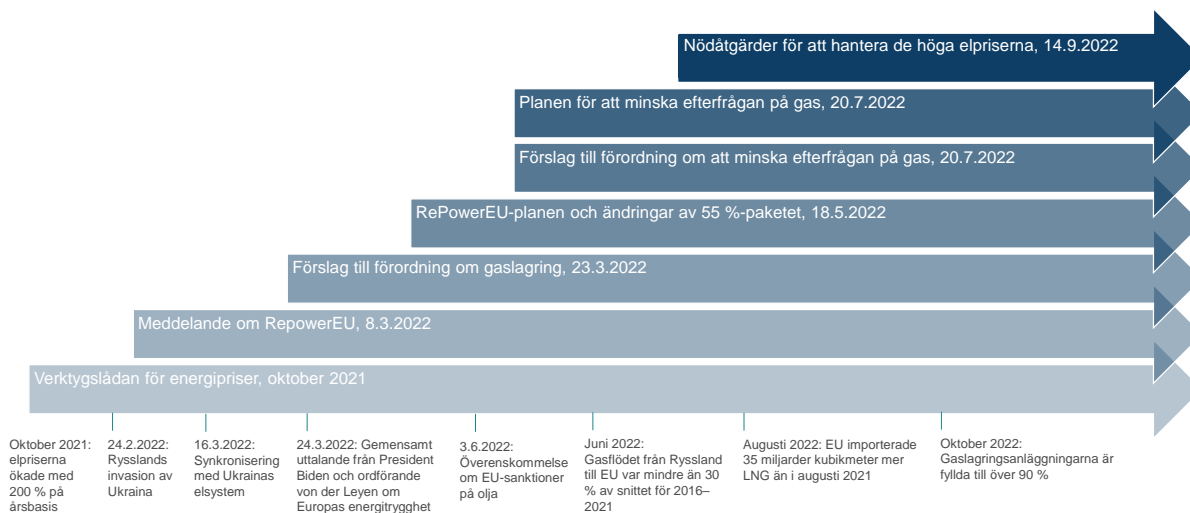 Nödåtgärder för att hantera de höga elpriserna, 14.9.2022
Planen för att minska efterfrågan på gas, 20.7.2022
Förslag till förordning om att minska efterfrågan på gas, 20.7.2022
RePowerEU-planen och ändringar av 55 %-paketet, 18.5.2022
Förslag till förordning om gaslagring, 23.3.2022
Meddelande om RepowerEU, 8.3.2022
Verktygslådan för energipriser, oktober 2021
Oktober 2021:
elpriserna
ökade med
200 % på
årsbasis
24.2.2022:
Rysslands
invasion av
Ukraina
16.3.2022:
Synkronisering
med Ukrainas
elsystem
24.3.2022: Gemensamt
uttalande från President
Biden och ordförande
von der Leyen om
Europas energitrygghet
3.6.2022:
Överenskommelse
om EU-sanktioner
på olja
Juni 2022:
Gasflödet från Ryssland
till EU var mindre än 30
% av snittet för 2016–
2021
Augusti 2022: EU importerade
35 miljarder kubikmeter mer
LNG än i augusti 2021
Oktober 2022:
Gaslagringsanläggningarna är
fyllda till över 90 %